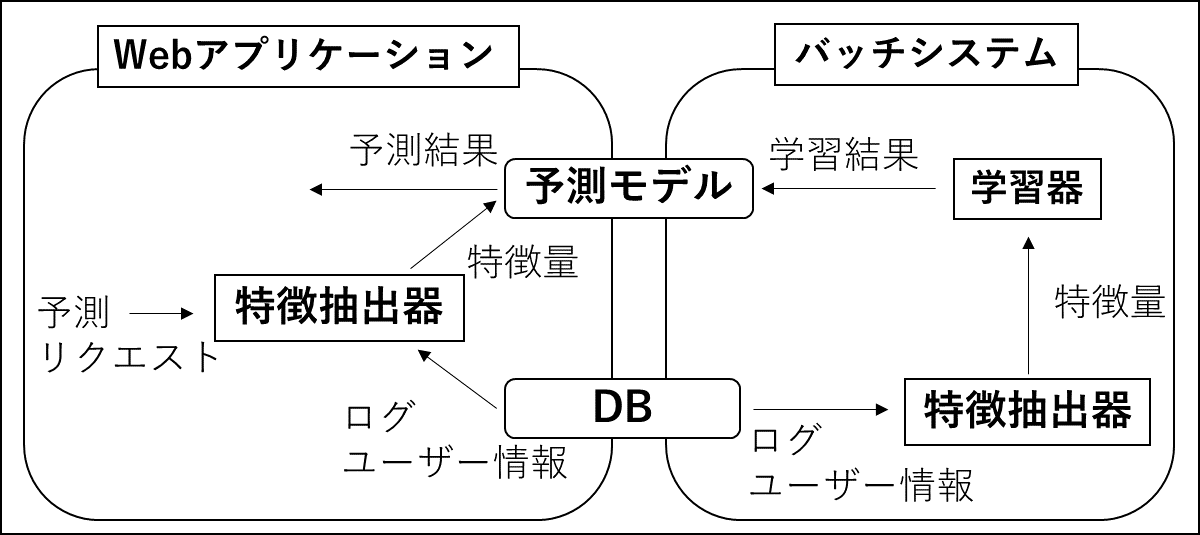 Webアプリケーション
バッチシステム
予測結果
学習結果
予測モデル
学習器
特徴量
特徴抽出器
予測
リクエスト
特徴量
DB
特徴抽出器
ログ
ユーザー情報
ログ
ユーザー情報